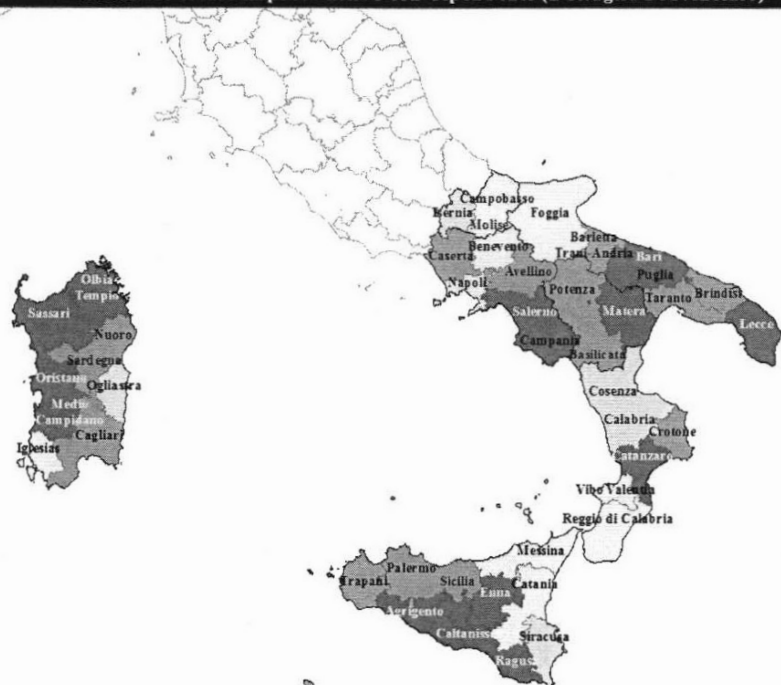 Campobasso
Isernia
Molise
Foggia
Barletta
Trani-Andria
Bari
Puglia
Benevento
Caserta
Avellino
Napoli
Potenza
Taranto
Brindisi
Salerno
Matera
Lecce
Campania
Basilicata
Olbia
Tempio
Sassari
Nuoro
Sardegna
Oristano
Ogliastra
Medio
Campidano
Cagliari
Iglesias
Cosenza
Calabria
Crotone
Catanzaro
Vibo Valentia
Reggio di Calabria
Messina
Palermo
Trapani
Sicilia
Enna
Catania
Agrigento
Caltaniss
Siracusa
Ragus